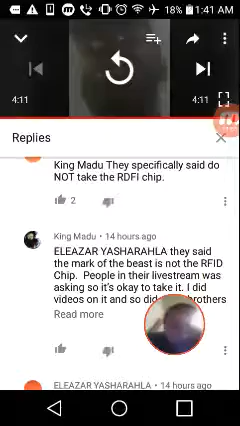 18% 1:41 AM
4:11 4:11
Replies
King Madu They specifically said do
NOT take the RDFI chip.
2
King Madu • 14 hours ago
ELEAZAR YASHARAHLA they said
the mark of the beast is not the RFID
Chip. People in their livestream was
asking so it's okay to take it. I did
videos on it and so did brothers
Read more
ELEAZAR YASHARAHLA • 14 hours ago